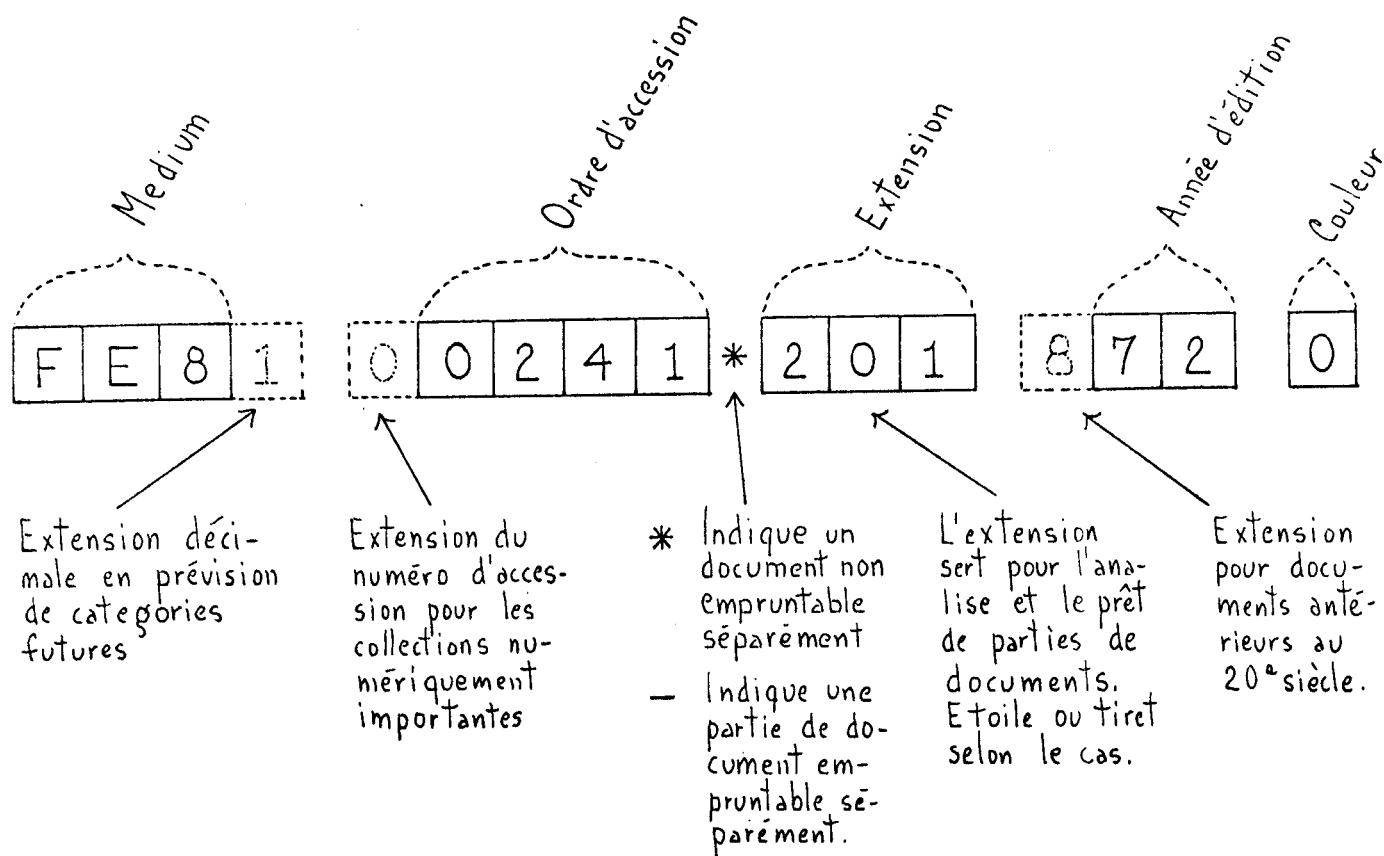 Medium
Ordre d'accession
Extension
Année d'édition
Couleur
F E 8 1 0 0 2 4 1 * 2 0 1 8 7 2 0
Extension déci-
male en prévision
de categories
futures
Extension du
numéro d'acces-
sion pour les
collections nu-
mériquement
importantes
* Indique un
document non
empruntable
séparément
— Indique une
partie de do-
cument em-
pruntable sé-
parément.
L'extension
sert pour l'ana-
lise et le prêt
de parties de
documents.
Etoile ou tiret
selon le cas.
Extension
pour docu-
ments anté-
rieurs au
20e siècle.